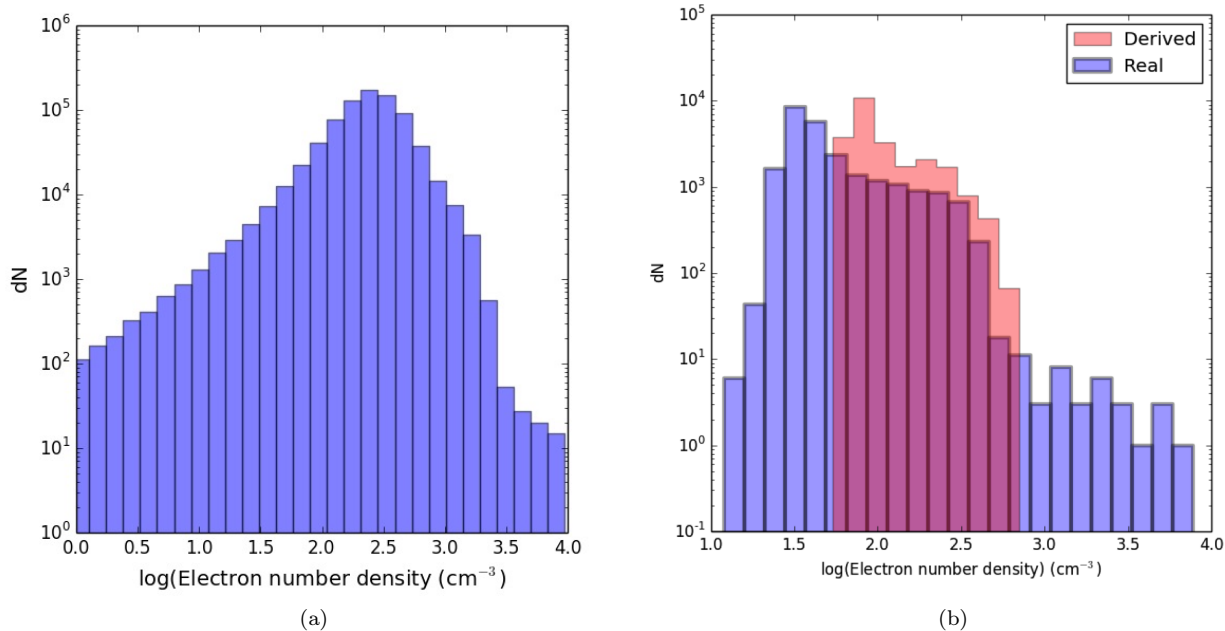 10^6
10^5
10^4
10^3
10^2
10^1
10^0
dN
0.0 0.5 1.0 1.5 2.0 2.5 3.0 3.5 4.0
log(Electron number density (cm^−3)
(a)
10^5
10^4
10^3
10^2
10^1
10^0
10^-1
dN
Derived
Real
1.0 1.5 2.0 2.5 3.0 3.5 4.0
log(Electron number density) (cm^−3)
(b)